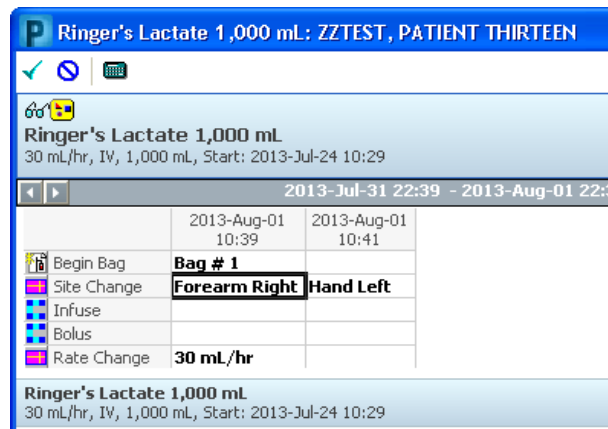 P Ringer's Lactate 1,000 mL: ZZTEST, PATIENT THIRTEEN
Ringer's Lactate 1,000 mL
30 mL/hr, IV, 1,000 mL, Start: 2013-Jul-24 10:29
2013-Jul-31 22:39 - 2013-Aug-01 22:3
2013-Aug-01 2013-Aug-01
10:39 10:41
Begin Bag Bag # 1
Site Change Forearm Right Hand Left
Infuse
Bolus
Rate Change 30 mL/hr
Ringer's Lactate 1,000 mL
30 mL/hr, IV, 1,000 mL, Start: 2013-Jul-24 10:29